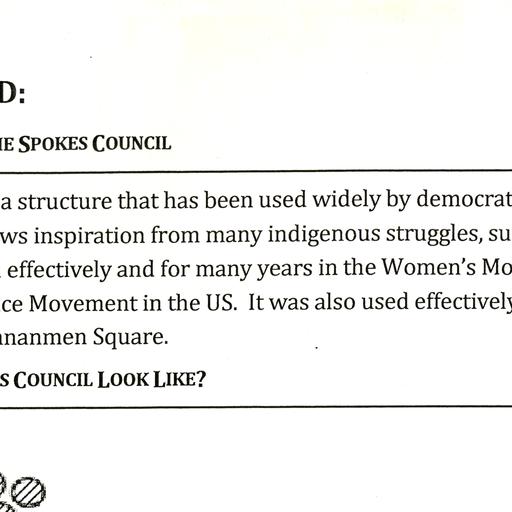 D:
HE SPOKES COUNCIL
a structure that has been used widely by democrat
ws inspiration from many indigenous struggles, su
effectively and for many years in the Women's Mo
ce Movement in the US. It was also used effectively
nanmen Square.
S COUNCIL LOOK LIKE?